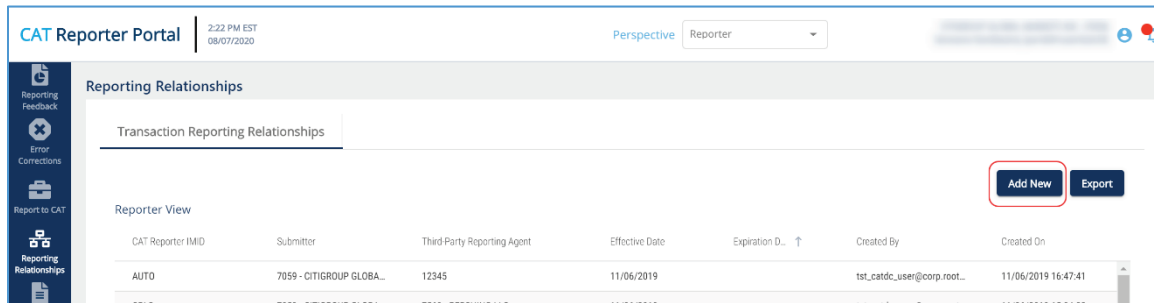 CAT Reporter Portal
2:22 PM EST
08/07/2020
Perspective
Reporter
Reporting
Feedback
Error
Corrections
Report to CAT
Reporting
Relationships
Reporting Relationships
Transaction Reporting Relationships
Add New
Export
Reporter View
CAT Reporter IMID Submitter Third-Party Reporting Agent Effective Date Expiration D... ↑ Created By Created On
AUTO 7059 - CITIGROUP GLOBA... 12345 11/06/2019 tst_catdc_user@corp.root... 11/06/2019 16:47:41